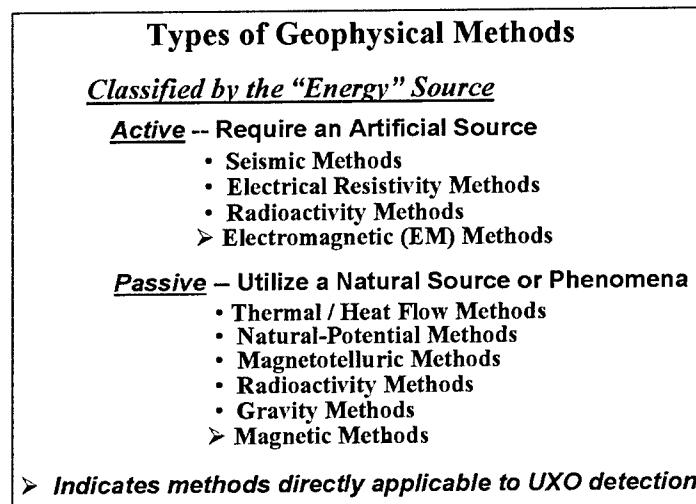 Types of Geophysical Methods
Classified by the “Energy” Source
Active -- Require an Artificial Source
• Seismic Methods
• Electrical Resistivity Methods
• Radioactivity Methods
➢ Electromagnetic (EM) Methods
Passive – Utilize a Natural Source or Phenomena
• Thermal / Heat Flow Methods
• Natural-Potential Methods
• Magnetotelluric Methods
• Radioactivity Methods
• Gravity Methods
➢ Magnetic Methods
➢ Indicates methods directly applicable to UXO detection